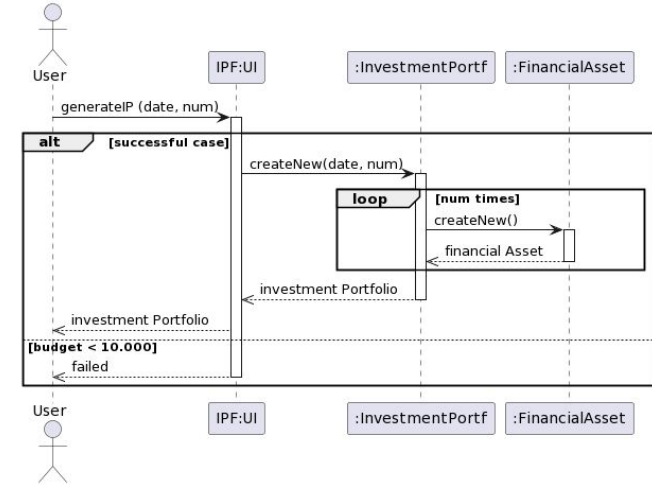 User
IPF:UI
:InvestmentPortf
:FinancialAsset
generateIP (date, num)
alt
[successful case]
createNew(date, num)
loop
[num times]
createNew()
financial Asset
investment Portfolio
investment Portfolio
[budget < 10.000]
failed
User
IPF:UI
:InvestmentPortf
:FinancialAsset